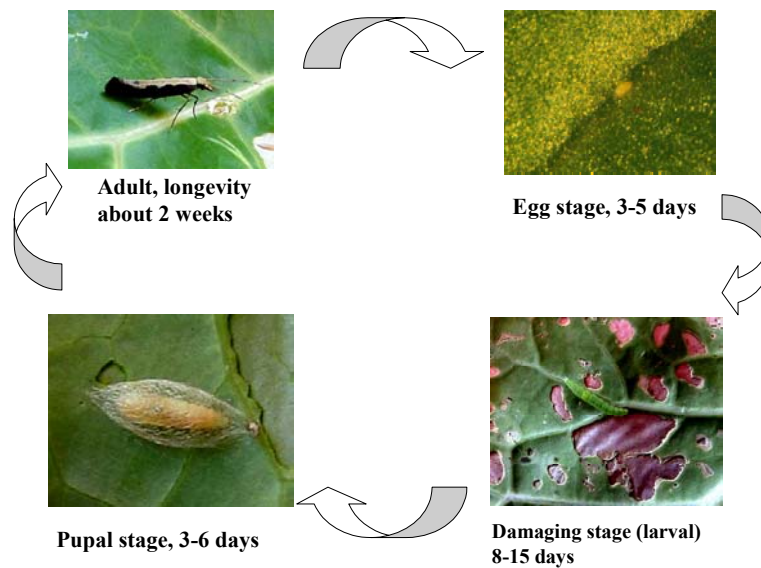 Adult, longevity
about 2 weeks
Egg stage, 3-5 days
Damaging stage (larval)
8-15 days
Pupal stage, 3-6 days